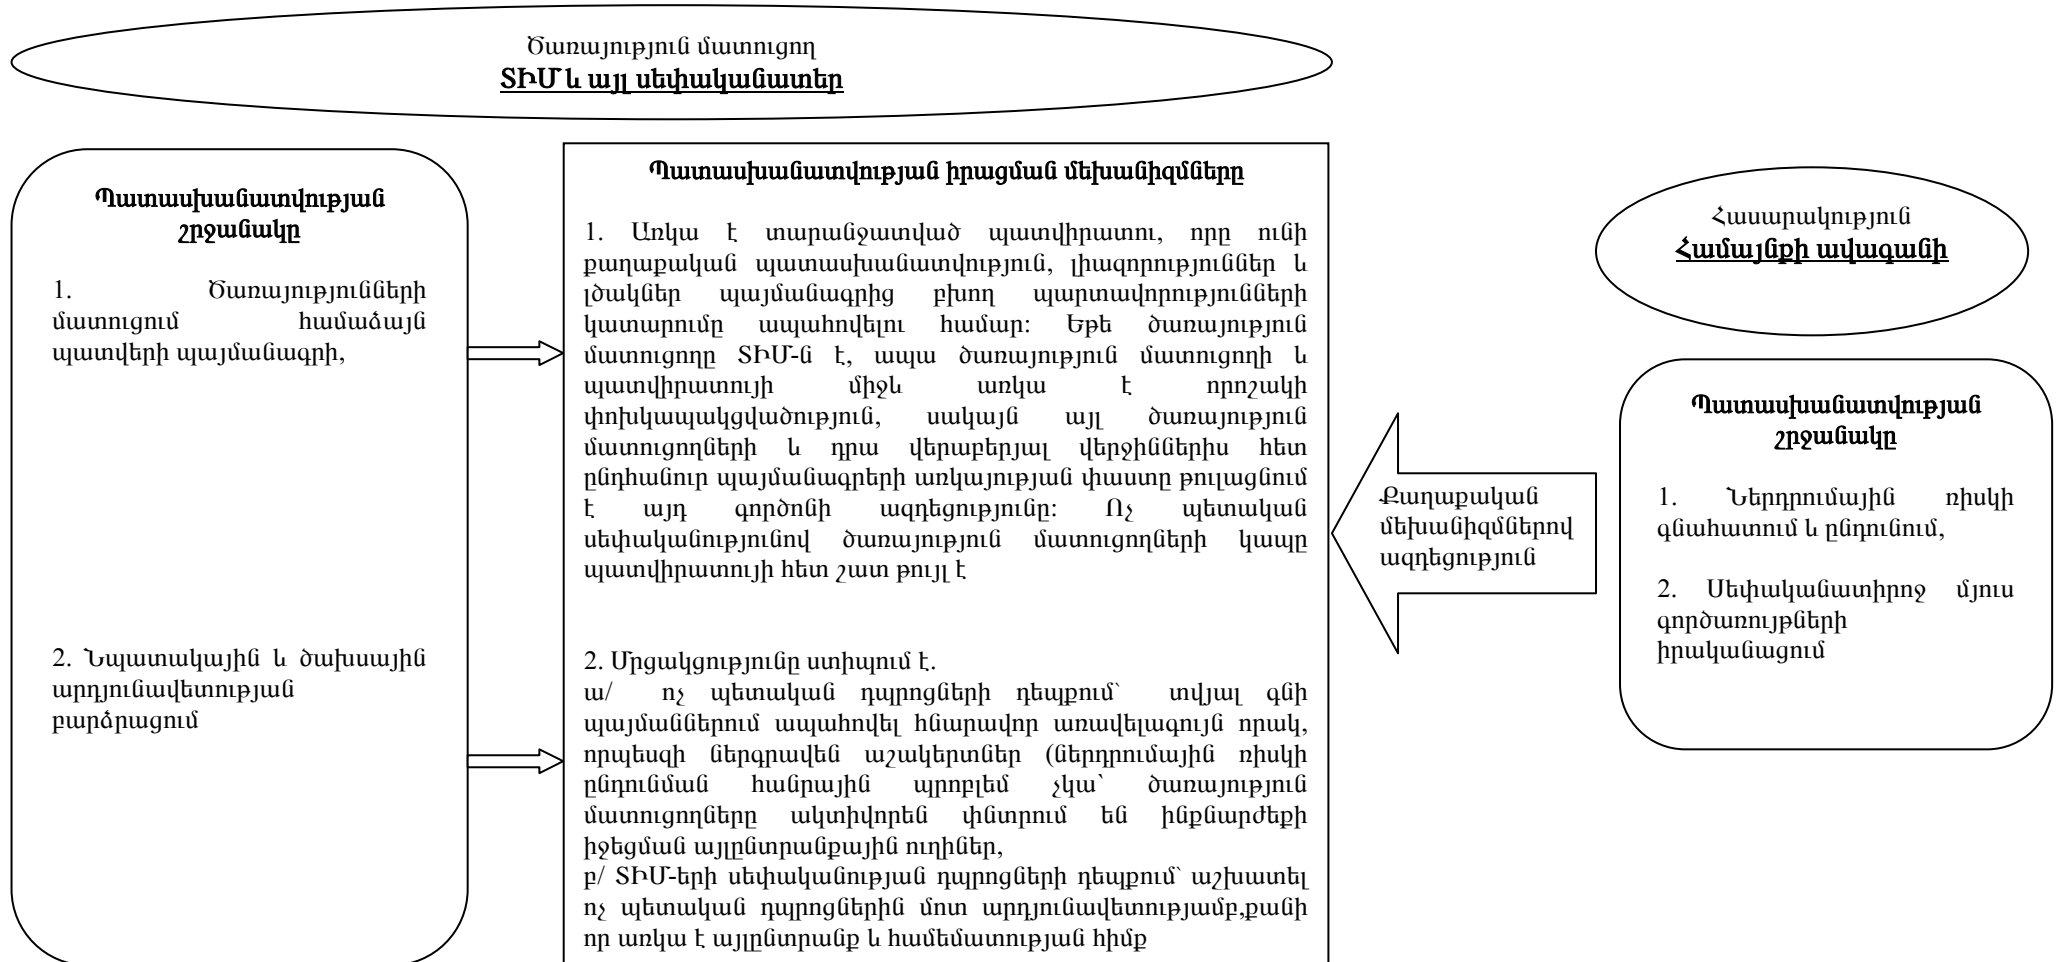 Ծառայություն մատուցող
ՏԻՄ և այլ սեփականատեր
Պատասխանատվության
շրջանակը
1. Ծառայությունների
մատուցում համաձայն
պատվերի պայմանագրի,
2. Նպատակային և ծախսային
արդյունավետության
բարձրացում
Պատասխանատվության իրացման մեխանիզմները
1. Առկա է տարանջատված պատվիրատու, որը ունի
քաղաքական պատասխանատվություն, լիազորություններ և
լծակներ պայմանագրից բխող պարտավորությունների
կատարումը ապահովելու համար: Եթե ծառայություն
մատուցողը ՏԻՄ-ն է, ապա ծառայություն մատուցողի և
պատվիրատույի միջև առկա է որոշակի
փոխկապակցվածություն, սակայն այլ ծառայություն
մատուցողների և դրա վերաբերյալ վերջիններիս հետ
ընդհանուր պայմանագրերի առկայության փաստը թուլացնում
է այդ գործոնի ազդեցությունը: Ոչ պետական
սեփականությունով ծառայություն մատուցողների կապը
պատվիրատույի հետ շատ թույլ է
2. Մրցակցությունը ստիպում է.
ա/ ոչ պետական դպրոցների դեպքում՝ տվյալ գնի
պայմաններում ապահովել հնարավոր առավելագույն որակ,
որպեսզի ներգրավեն աշակերտներ (ներդրումային ռիսկի
ընդունման հանրային պրոբլեմ չկա՝ ծառայություն
մատուցողները ակտիվորեն փնտրում են ինքնարժեքի
իջեցման այլընտրանքային ուղիներ,
բ/ ՏԻՄ-երի սեփականության դպրոցների դեպքում՝ աշխատել
ոչ պետական դպրոցներին մոտ արդյունավետությամբ,քանի
որ առկա է այլընտրանք և համեմատության հիմք
Քաղաքական
մեխանիզմներով
ազդեցություն
Հասարակություն
Համայնքի ավագանի
Պատասխանատվության
շրջանակը
1. Ներդրումային ռիսկի
գնահատում և ընդունում,
2. Սեփականատիրոջ մյուս
գործառույթների
իրականացում